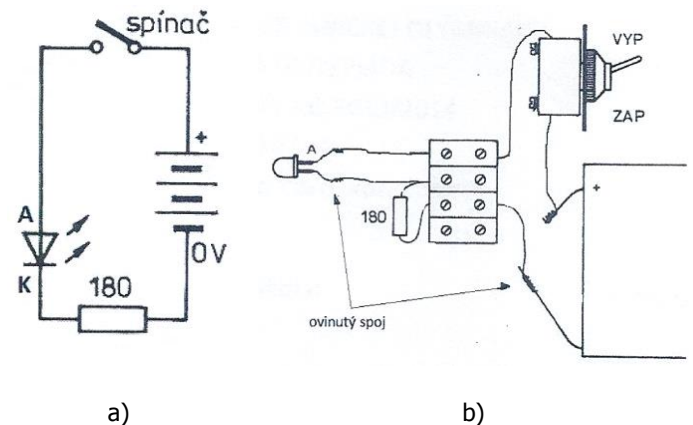 spínač
+
A
K
180
0V
VYP
ZAP
A
180
+
ovinutý spoj
a)
b)